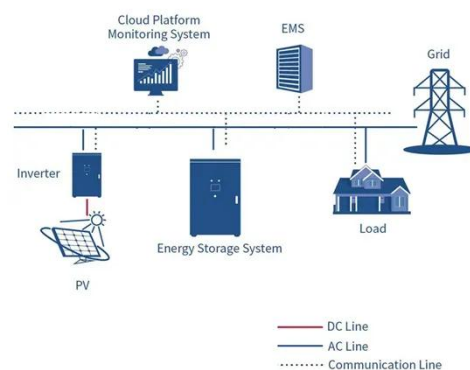 Cloud Platform
Monitoring System
EMS
Grid
Inverter
Energy Storage System
Load
PV
DC Line
AC Line
Communication Line